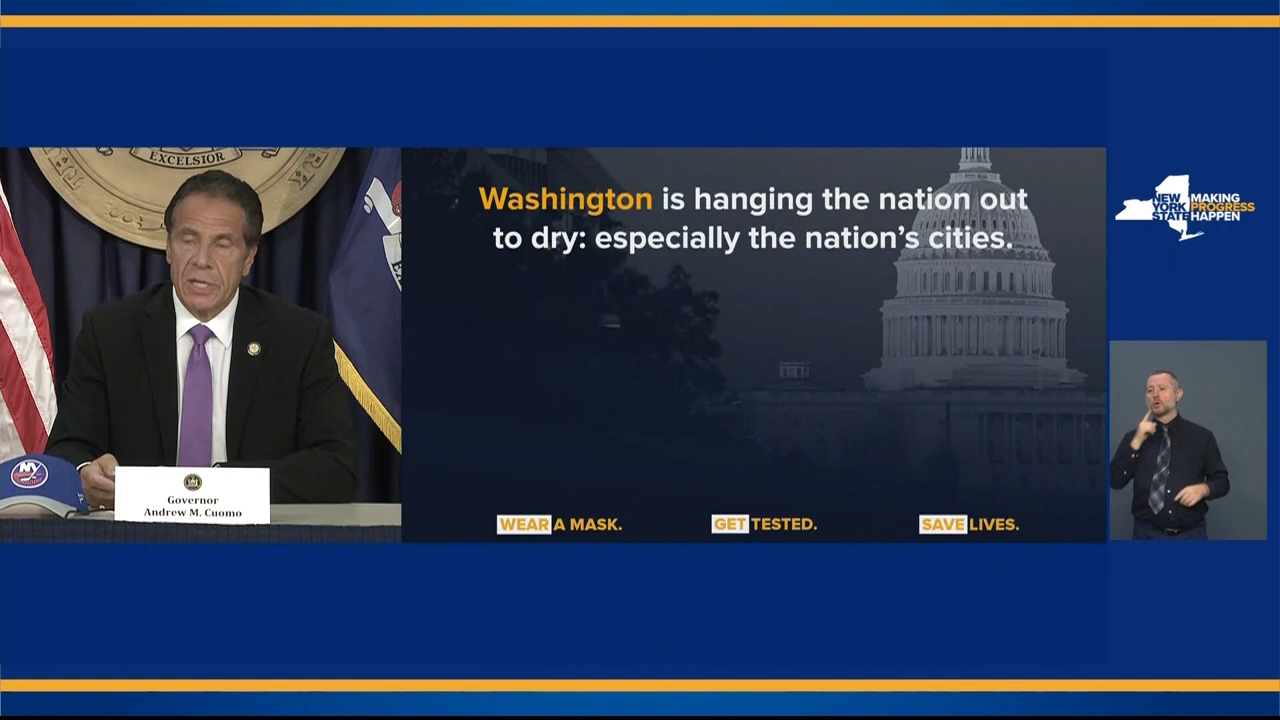 EXCELSIOR
NY
Governor
Andrew M. Cuomo
Washington is hanging the nation out
to dry: especially the nation's cities.
WEAR A MASK.
GET TESTED.
SAVE LIVES.
NEW YORK STATE
MAKING
PROGRESS
HAPPEN